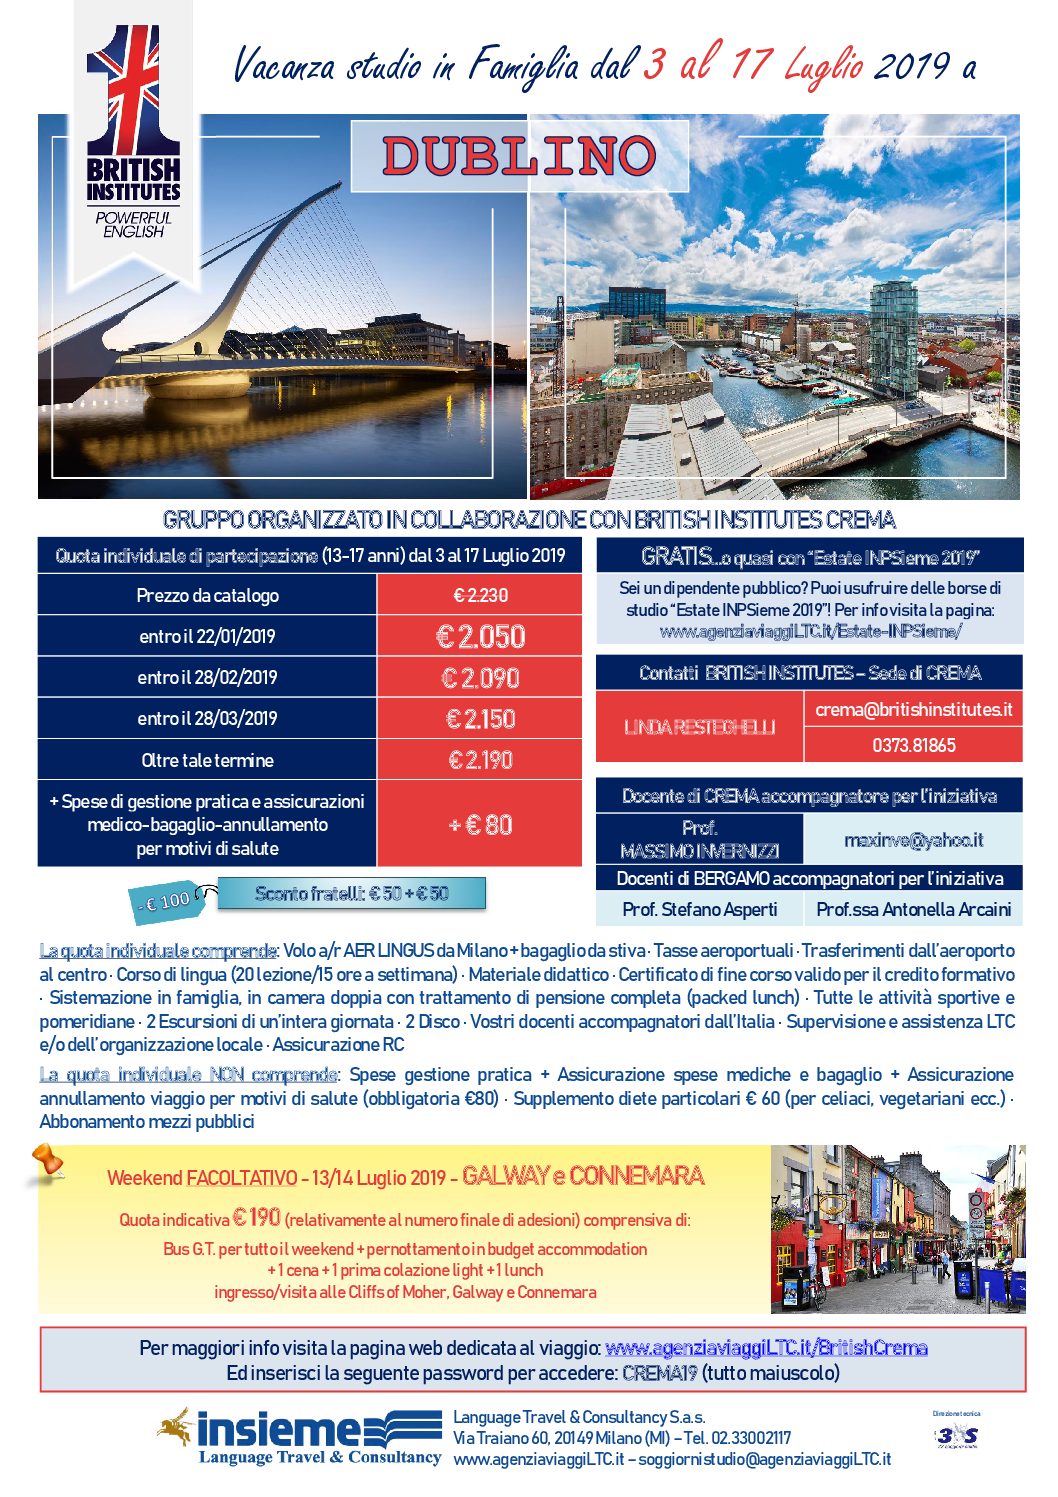 Vacanza studio in Famiglia dal 3 al 17 Luglio 2019 a
DUBLINO
1
BRITISH
INSTITUTES
POWERFUL
ENGLISH
GRUPPO ORGANIZZATO IN COLLABORAZIONE CON BRITISH INSTITUTES CREMA
Quota individuale di partecipazione (13-17 anni) dal 3 al 17 Luglio 2019
Prezzo da catalogo € 2.230
entro il 22/01/2019 € 2.050
entro il 28/02/2019 € 2.090
entro il 28/03/2019 € 2.150
Oltre tale termine € 2.190
+ Spese di gestione pratica e assicurazioni
medico-bagaglio-annullamento
per motivi di salute
+ € 80
- € 100
Sconto fratelli: € 50 + € 50
GRATIS...o quasi con “Estate INPSieme 2019”
Sei un dipendente pubblico? Puoi usufruire delle borse di
studio “Estate INPSieme 2019”! Per info visita la pagina:
www.agenziaviaggiLTC.it/Estate-INPSieme/
Contatti BRITISH INSTITUTES – Sede di CREMA
LINDA RESTEGHELLI
crema@britishinstitutes.it
0373.81865
Docente di CREMA accompagnatore per l’iniziativa
Prof.
MASSIMO INVERNIZZI
maxinve@yahoo.it
Docenti di BERGAMO accompagnatori per l’iniziativa
Prof. Stefano Asperti Prof.ssa Antonella Arcaini
La quota individuale comprende: Volo a/r AER LINGUS da Milano + bagaglio da stiva · Tasse aeroportuali · Trasferimenti dall’aeroporto
al centro · Corso di lingua (20 lezione/15 ore a settimana) · Materiale didattico · Certificato di fine corso valido per il credito formativo
· Sistemazione in famiglia, in camera doppia con trattamento di pensione completa (packed lunch) · Tutte le attività sportive e
pomeridiane · 2 Escursioni di un’intera giornata · 2 Disco · Vostri docenti accompagnatori dall’Italia · Supervisione e assistenza LTC
e/o dell’organizzazione locale · Assicurazione RC
La quota individuale NON comprende: Spese gestione pratica + Assicurazione spese mediche e bagaglio + Assicurazione
annullamento viaggio per motivi di salute (obbligatoria €80) · Supplemento diete particolari € 60 (per celiaci, vegetariani ecc.) ·
Abbonamento mezzi pubblici
Weekend FACOLTATIVO - 13/14 Luglio 2019 - GALWAY e CONNEMARA
Quota indicativa € 190 (relativamente al numero finale di adesioni) comprensiva di:
Bus G.T. per tutto il weekend + pernottamento in budget accommodation
+ 1 cena + 1 prima colazione light + 1 lunch
ingresso/visita alle Cliffs of Moher, Galway e Connemara
Per maggiori info visita la pagina web dedicata al viaggio: www.agenziaviaggiLTC.it/BritishCrema
Ed inserisci la seguente password per accedere: CREMA19 (tutto maiuscolo)
insieme
Language Travel & Consultancy
Language Travel & Consultancy S.a.s.
Via Traiano 60, 20149 Milano (MI) – Tel. 02.33002117
www.agenziaviaggiLTC.it – soggiornistudio@agenziaviaggiLTC.it
Direzione tecnica